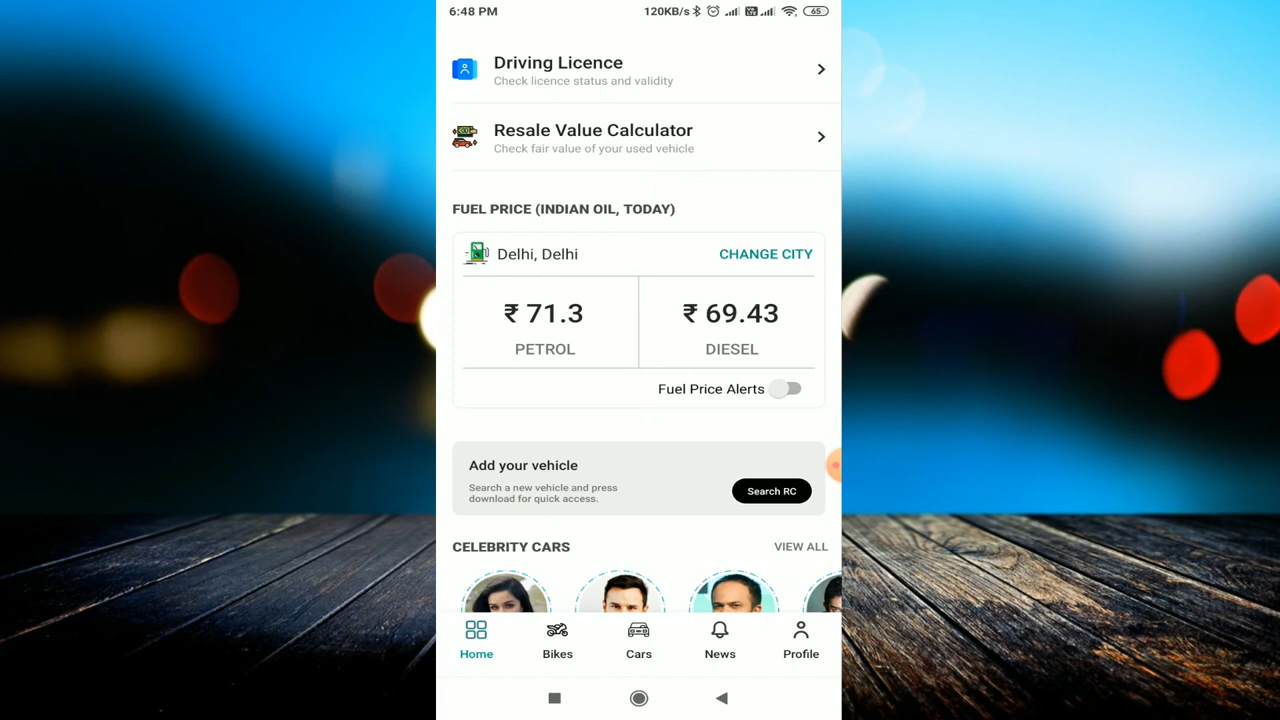 6:48 PM
120KB/s
65
Driving Licence
Check licence status and validity
Resale Value Calculator
Check fair value of your used vehicle
FUEL PRICE (INDIAN OIL, TODAY)
Delhi, Delhi
CHANGE CITY
₹ 71.3
₹ 69.43
PETROL
DIESEL
Fuel Price Alerts
Add your vehicle
Search a new vehicle and press
download for quick access.
Search RC
CELEBRITY CARS
VIEW ALL
Home
Bikes
Cars
News
Profile